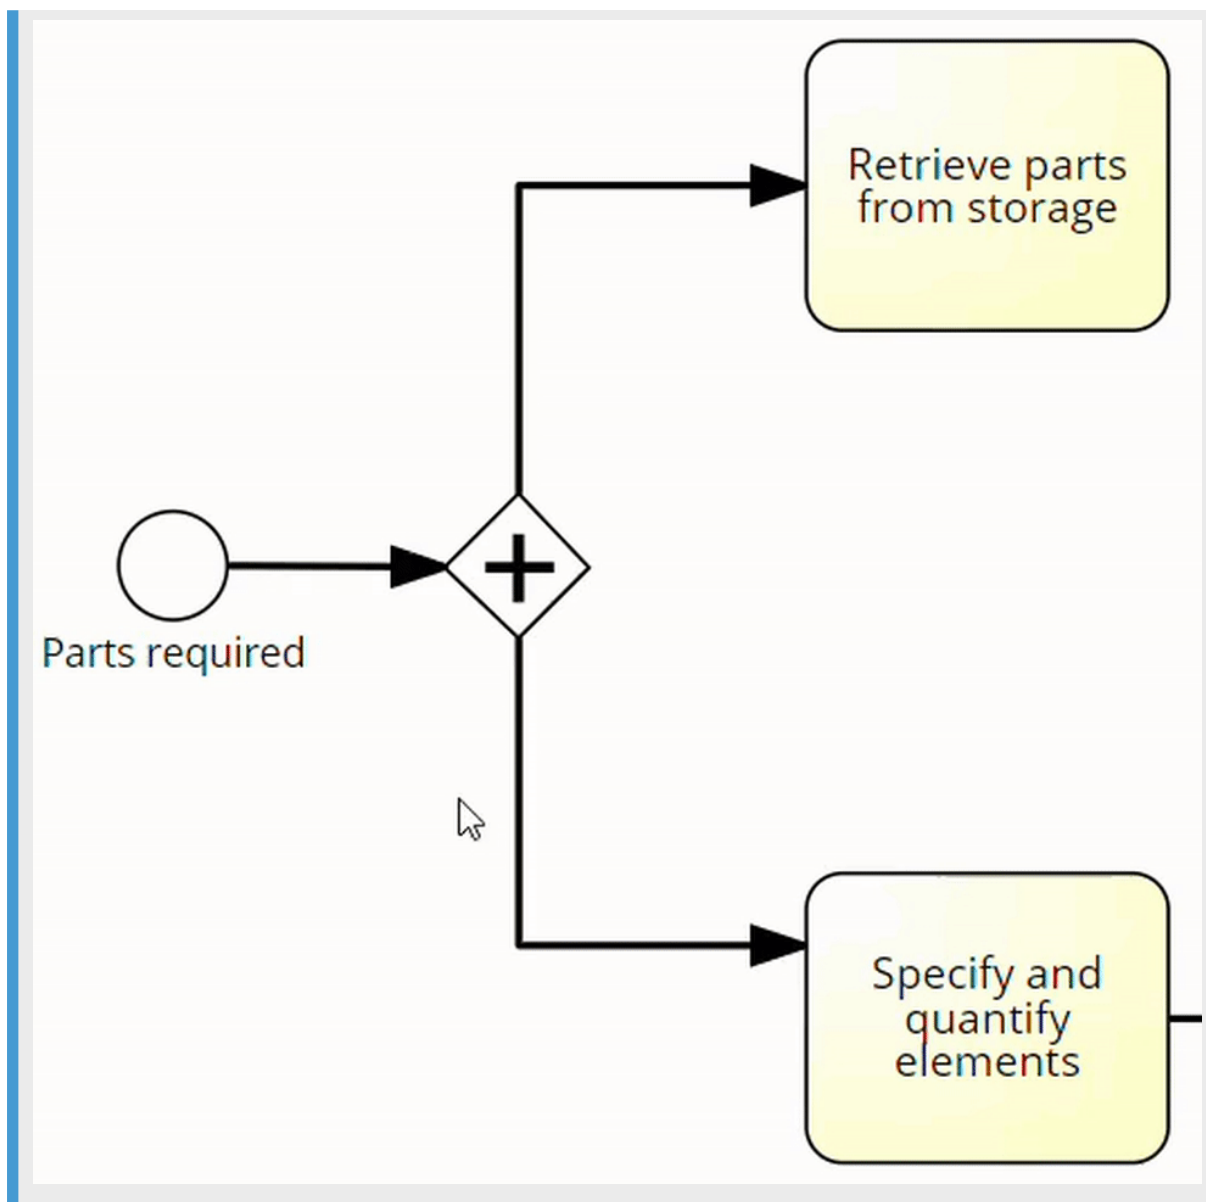 Retrieve parts
from storage
Parts required
Specify and
quantify
elements